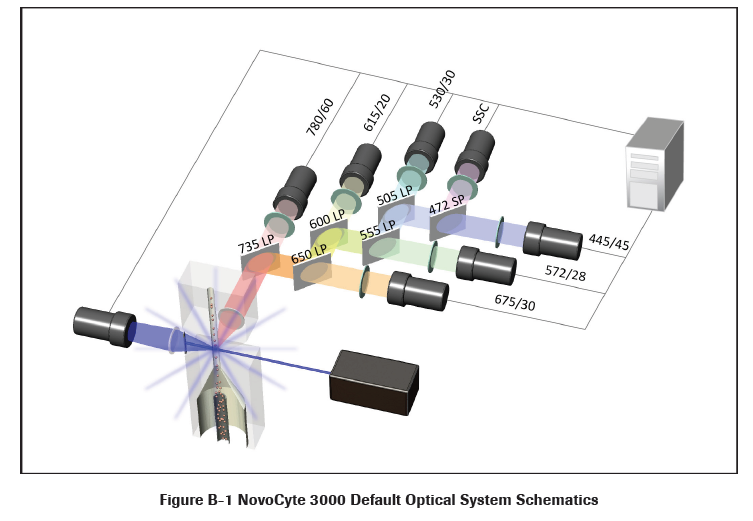 780/60
615/20
530/30
SSC
505 LP
472 SP
600 LP
555 LP
735 LP
650 LP
445/45
572/28
675/30
Figure B-1 NovoCyte 3000 Default Optical System Schematics